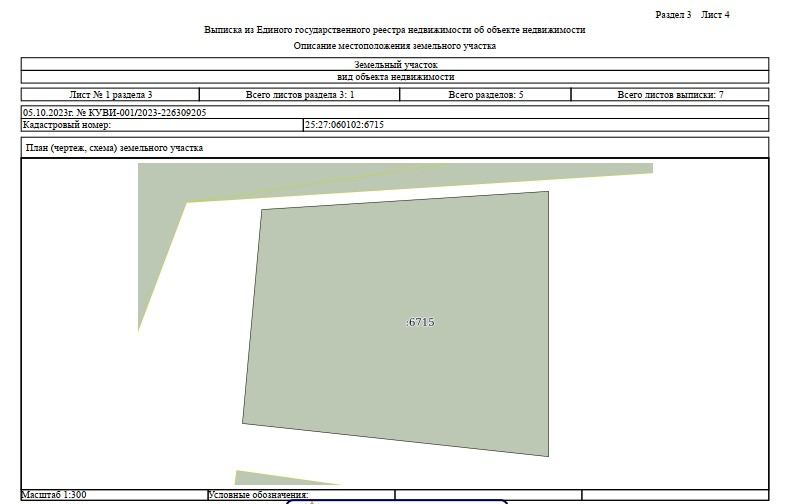 Раздел 3 Лист 4
Выписка из Единого государственного реестра недвижимости об объекте недвижимости
Описание местоположения земельного участка
Земельный участок
вид объекта недвижимости
Лист № 1 раздела 3 Всего листов раздела 3: 1 Всего разделов: 5 Всего листов выписки: 7
05.10.2023г. № КУВИ-001/2023-226309205
Кадастровый номер: 25:27:060102:6715
План (чертеж, схема) земельного участка
:6715
Масштаб 1:300 Условные обозначения: